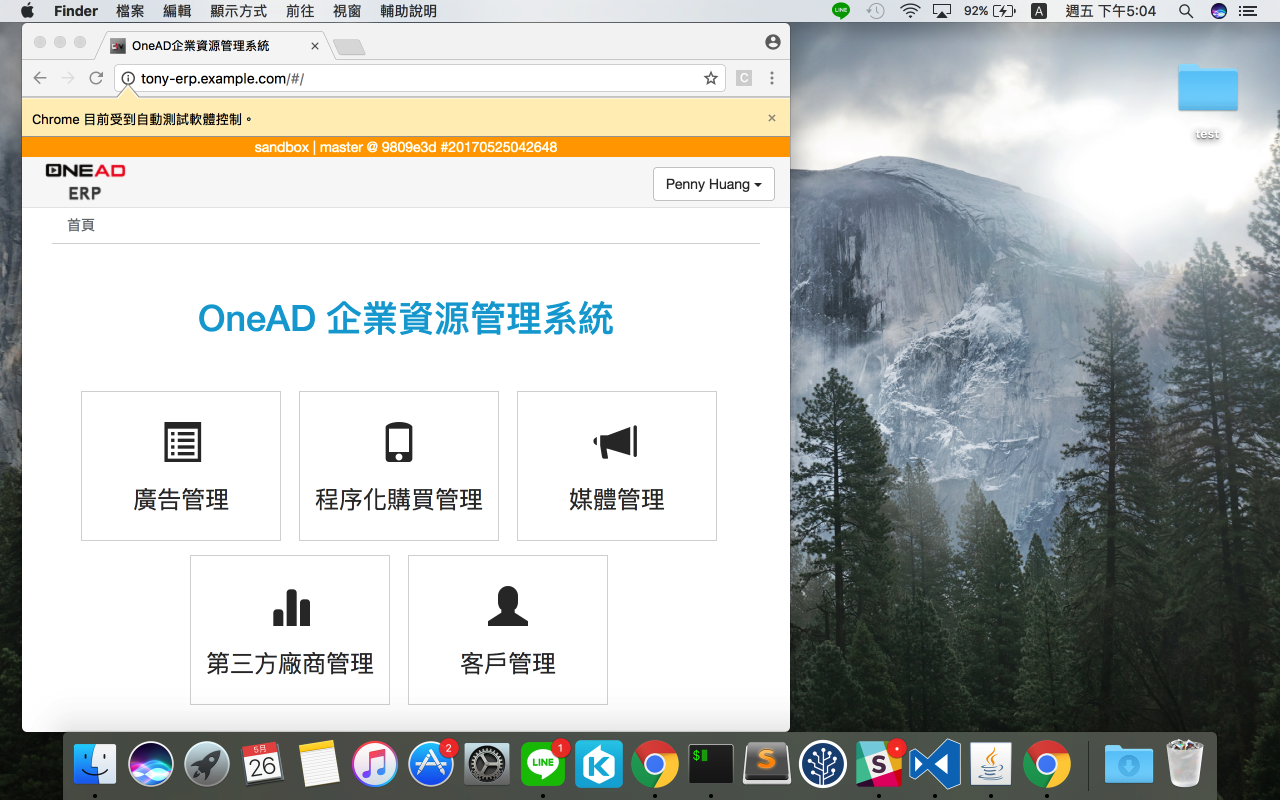 Finder 檔案 編輯 顯示方式 前往 視窗 輔助說明 LINE 92% A 週五 下午5:04
OneAD企業資源管理系統
tony-erp.example.com/#/
C
Chrome 目前受到自動測試軟體控制。
sandbox | master @ 9809e3d #20170525042648
ONEAD
ERP
Penny Huang
首頁
OneAD 企業資源管理系統
廣告管理
程序化購買管理
媒體管理
第三方廠商管理
客戶管理
test
5月
26
2
LINE
1
K
$
S
S